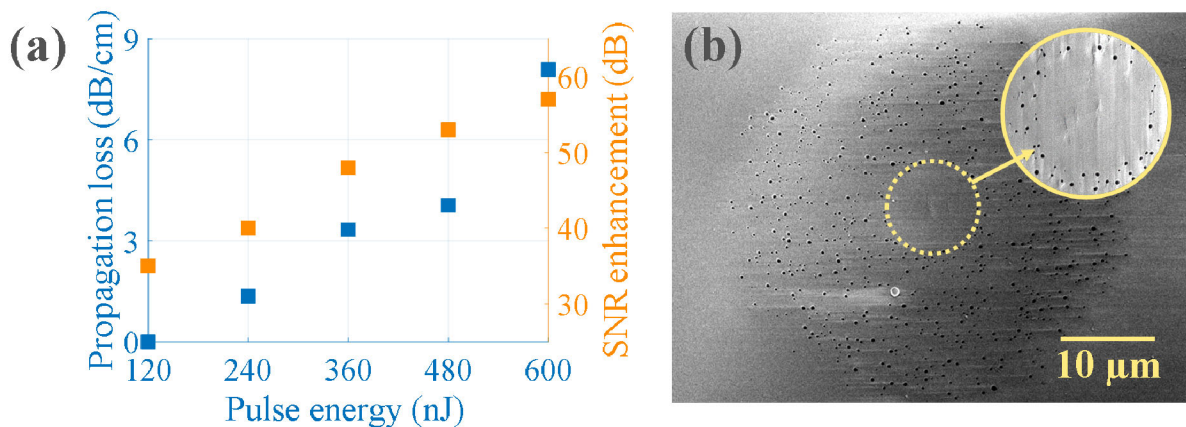 (a)
Propagation loss (dB/cm)
9
6
3
0
120
240
360
480
600
Pulse energy (nJ)
60
50
40
30
SNR enhancement (dB)
(b)
10 μm